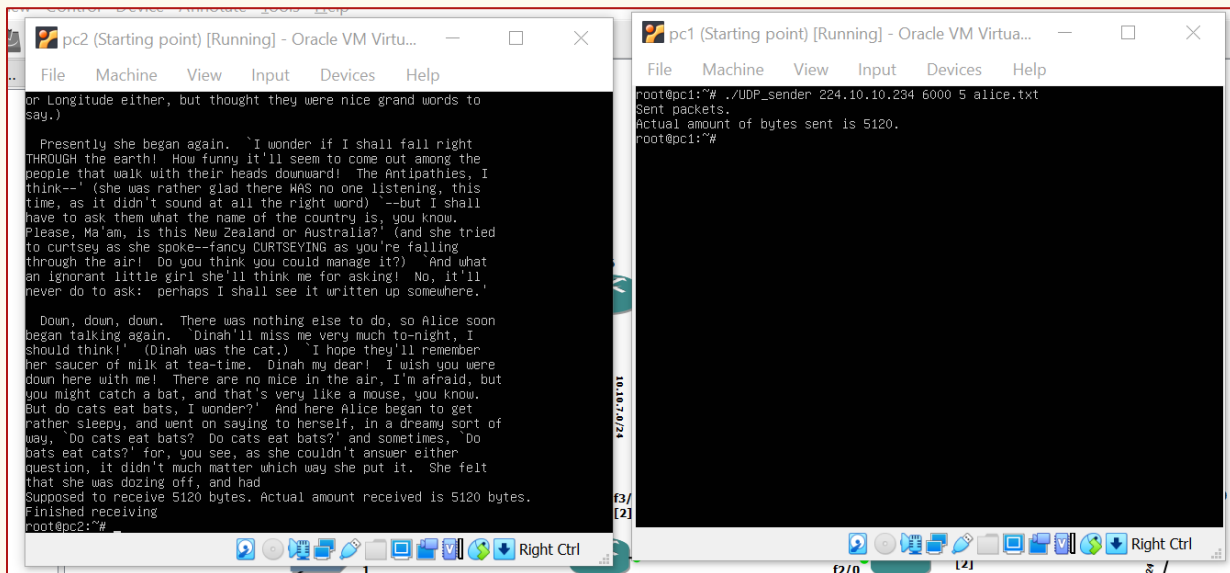 Control Device Annotate Tools Help
pc2 (Starting point) [Running] - Oracle VM Virtu...
File Machine View Input Devices Help
or Longitude either, but thought they were nice grand words to
say.)
Presently she began again. `I wonder if I shall fall right
THROUGH the earth! How funny it'll seem to come out among the
people that walk with their heads downward! The Antipathies, I
think--' (she was rather glad there WAS no one listening, this
time, as it didn't sound at all the right word) `--but I shall
have to ask them what the name of the country is, you know.
Please, Ma'am, is this New Zealand or Australia?' (and she tried
to curtsey as she spoke--fancy CURTSEYING as you're falling
through the air! Do you think you could manage it?) `And what
an ignorant little girl she'll think me for asking! No, it'll
never do to ask: perhaps I shall see it written up somewhere.'
Down, down, down. There was nothing else to do, so Alice soon
began talking again. `Dinah'll miss me very much to-night, I
should think!' (Dinah was the cat.) `I hope they'll remember
her saucer of milk at tea-time. Dinah my dear! I wish you were
down here with me! There are no mice in the air, I'm afraid, but
you might catch a bat, and that's very like a mouse, you know.
But do cats eat bats, I wonder?' And here Alice began to get
rather sleepy, and went on saying to herself, in a dreamy sort of
way, `Do cats eat bats? Do cats eat bats?' and sometimes, `Do
bats eat cats?' for, you see, as she couldn't answer either
question, it didn't much matter which way she put it. She felt
that she was dozing off, and had
Supposed to receive 5120 bytes. Actual amount received is 5120 bytes.
Finished receiving
root@pc2:~# _
Right Ctrl
10.10.7.0/24
f3/
[2]
1
pc1 (Starting point) [Running] - Oracle VM Virtua...
File Machine View Input Devices Help
root@pc1:~# ./UDP_sender 224.10.10.234 6000 5 alice.txt
Sent packets.
Actual amount of bytes sent is 5120.
root@pc1:~#
Right Ctrl
f2/0
[2]